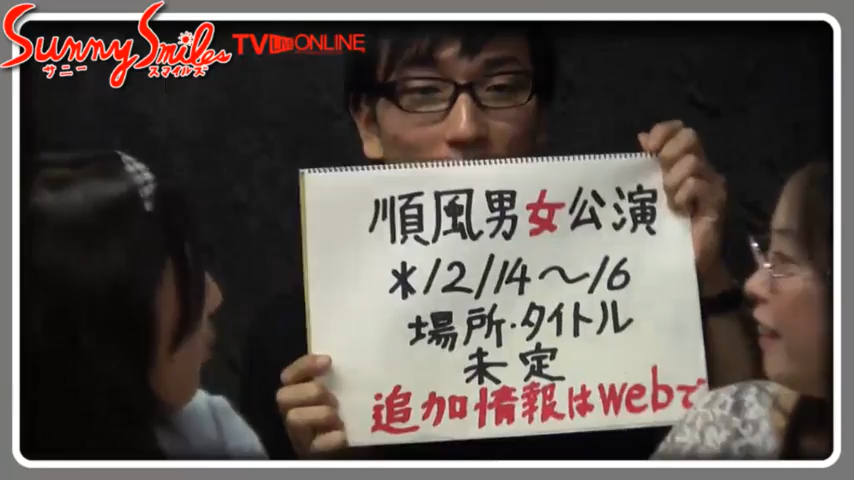 Sunny Smiles
サニー スマイルズ
TV LIVE ONLINE
順風男女公演
*12/14〜16
場所・タイトル
未定
追加情報はwebで